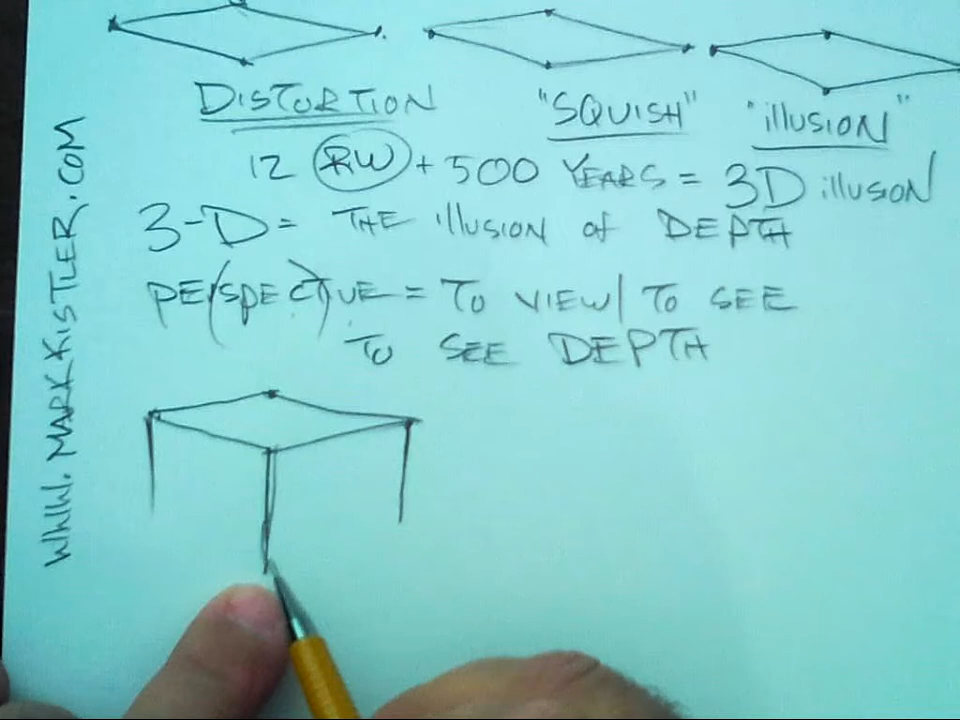 DISTORTION "SQUISH" "illUSION"
12 RW + 500 YEARS = 3D illUSON
3-D = THE illUSION of DEPTH
PERSPECTIVE = TO VIEW/TO SEE
TO SEE DEPTH
WWW.MARKKISTLER.COM